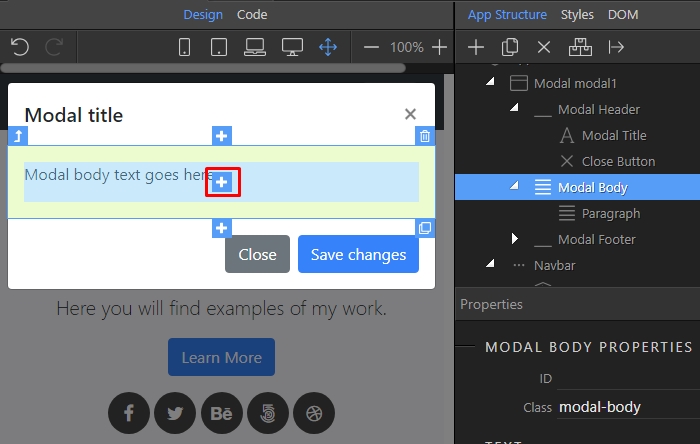 Design Code
App Structure Styles DOM
100%
Modal modal1
Modal Header
Modal Title
Close Button
Modal Body
Paragraph
Modal Footer
Navbar
Modal title
Modal body text goes here
Close Save changes
Here you will find examples of my work.
Learn More
Properties
MODAL BODY PROPERTIES
ID
Class modal-body